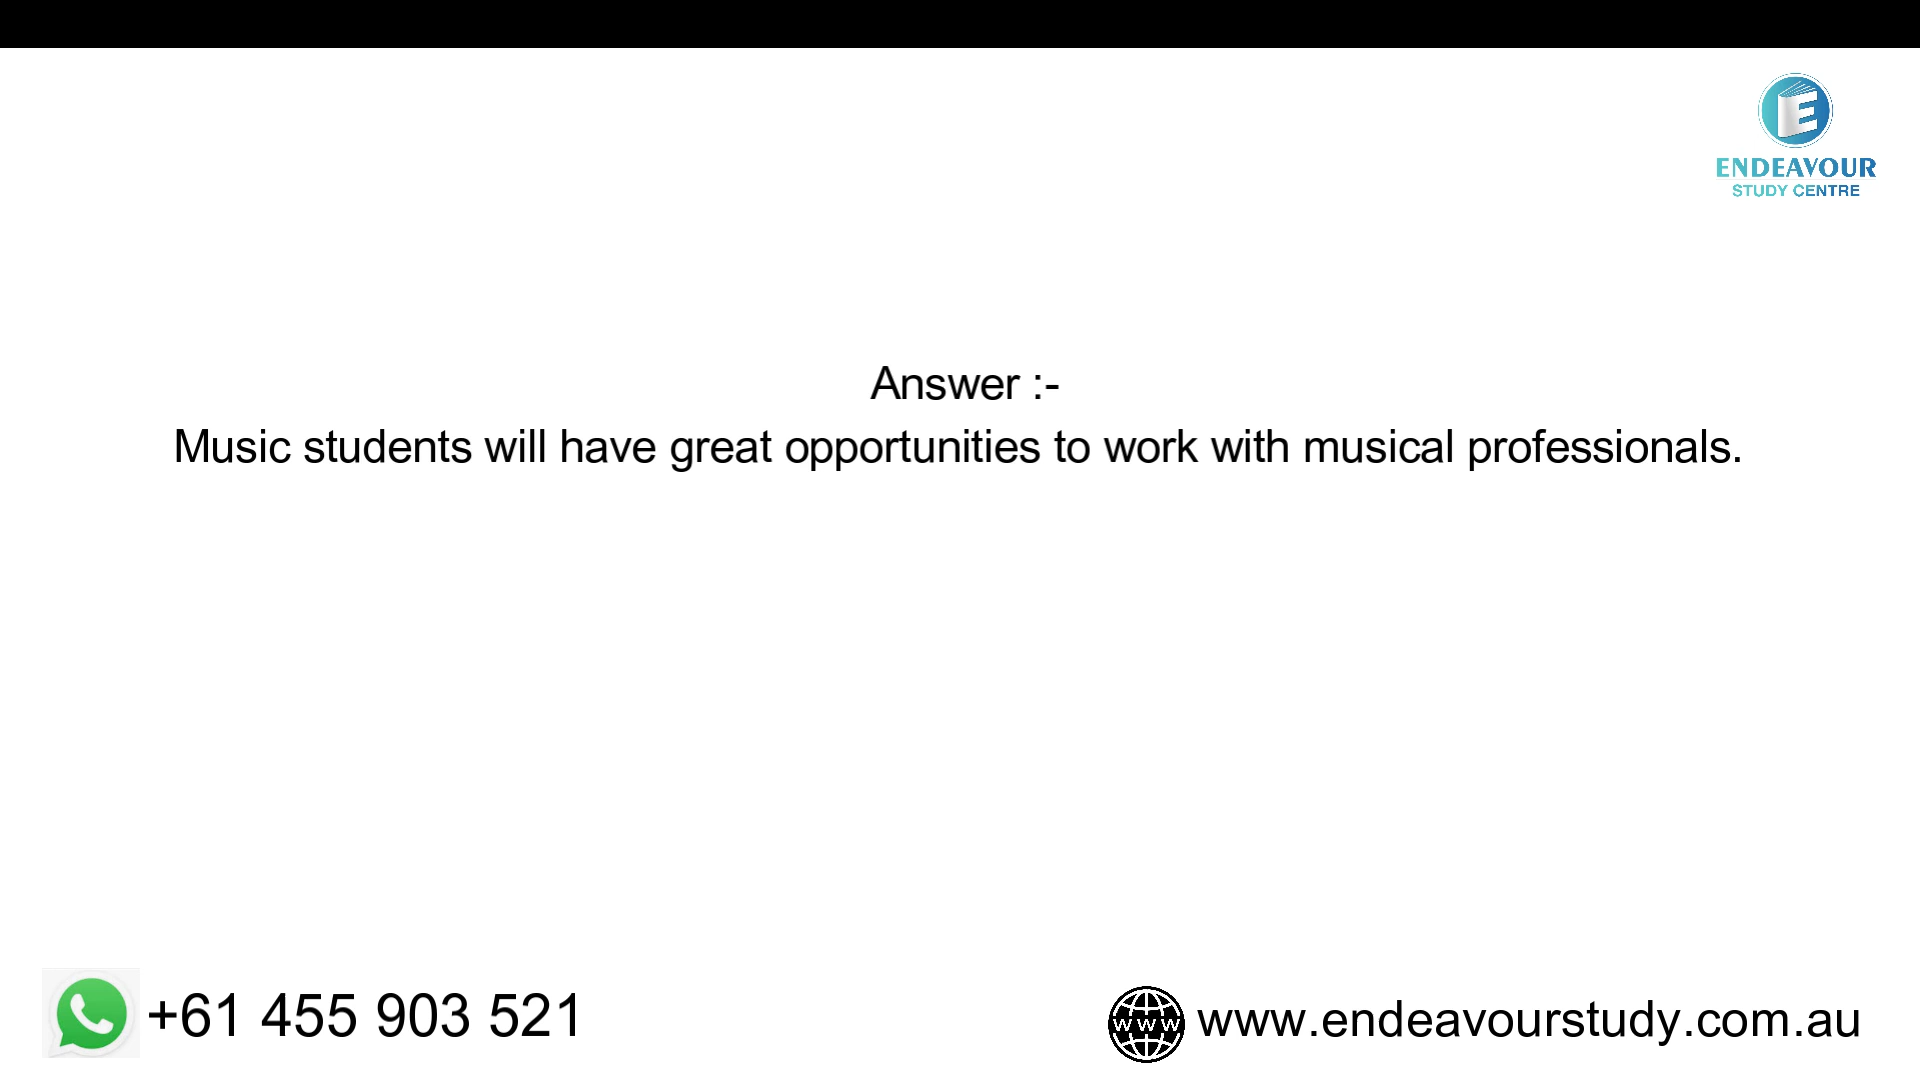 ENDEAVOUR
STUDY CENTRE
Answer :-
Music students will have great opportunities to work with musical professionals.
+61 455 903 521
www www.endeavourstudy.com.au